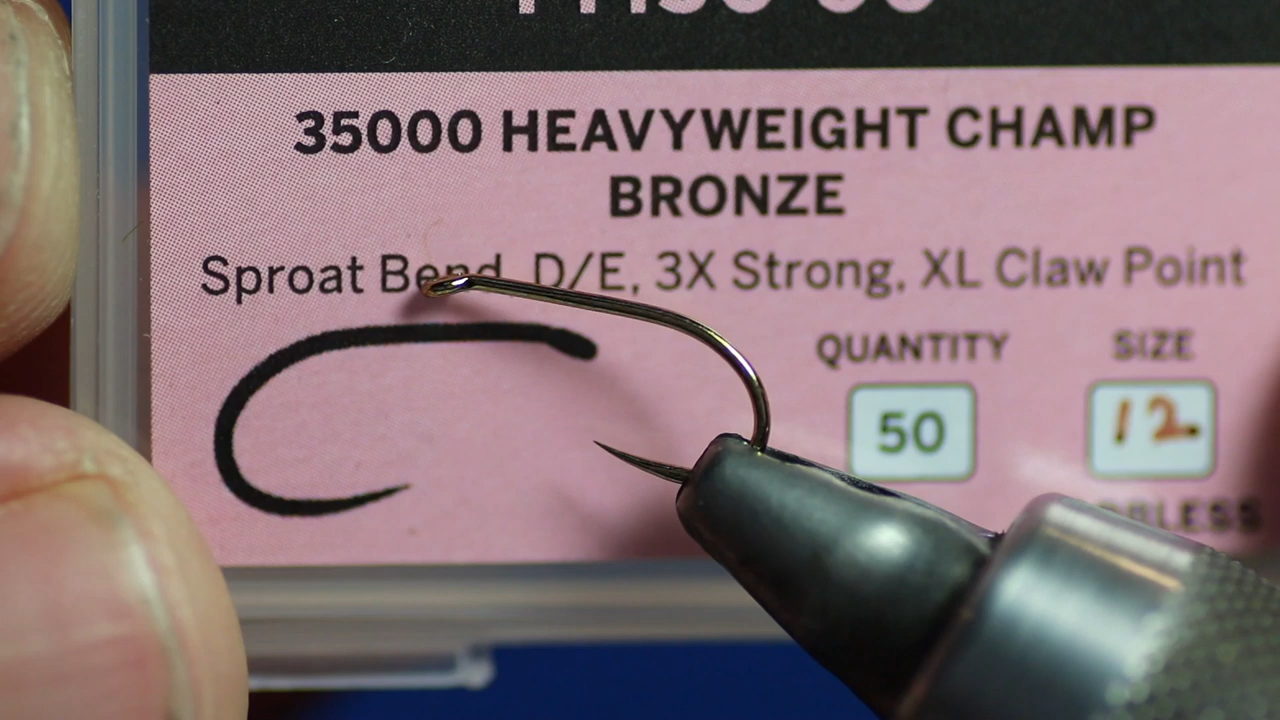 35000 HEAVYWEIGHT CHAMP
BRONZE
Sproat Bend, D/E, 3X Strong, XL Claw Point
QUANTITY SIZE
50 12